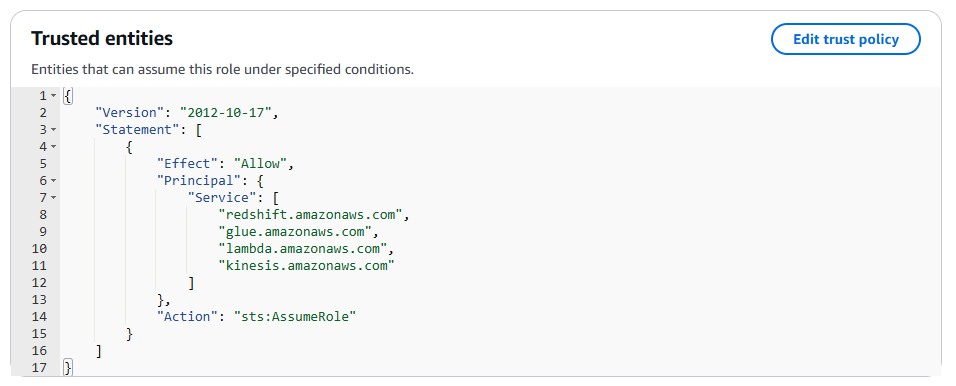 Trusted entities
Edit trust policy
Entities that can assume this role under specified conditions.
1 {
2     "Version": "2012-10-17",
3     "Statement": [
4         {
5             "Effect": "Allow",
6             "Principal": {
7                 "Service": [
8                     "redshift.amazonaws.com",
9                     "glue.amazonaws.com",
10                     "lambda.amazonaws.com",
11                     "kinesis.amazonaws.com"
12                 ]
13             },
14             "Action": "sts:AssumeRole"
15         }
16     ]
17 }